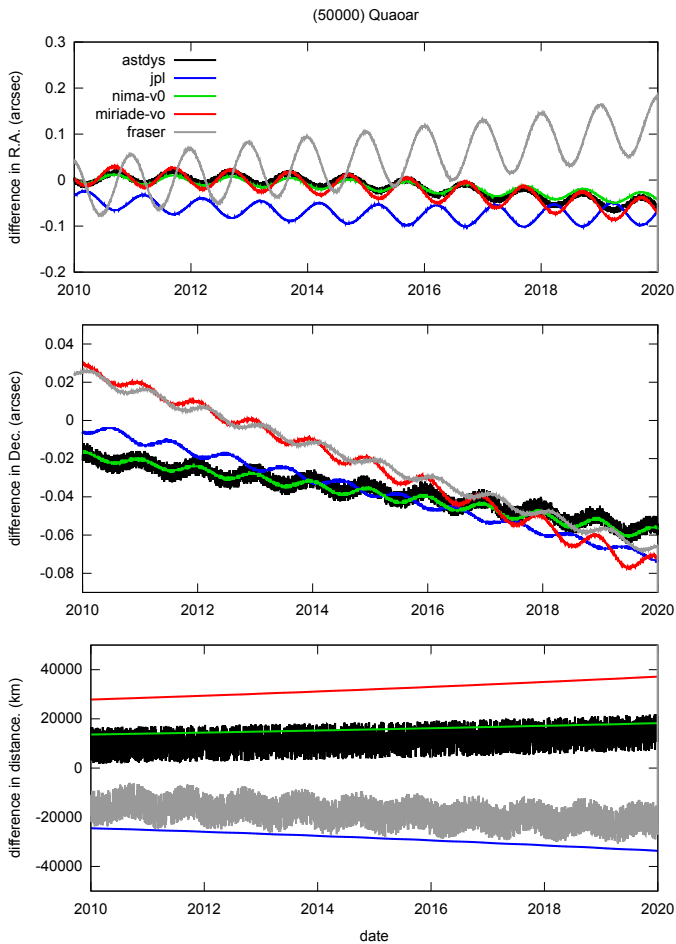 (50000) Quaoar
0.3
0.2
0.1
0
-0.1
-0.2
difference in R.A. (arcsec)
astdys
jpl
nima-v0
miriade-vo
fraser
2010 2012 2014 2016 2018 2020
0.04
0.02
0
-0.02
-0.04
-0.06
-0.08
difference in Dec. (arcsec)
2010 2012 2014 2016 2018 2020
40000
20000
0
-20000
-40000
difference in distance. (km)
2010 2012 2014 2016 2018 2020
date